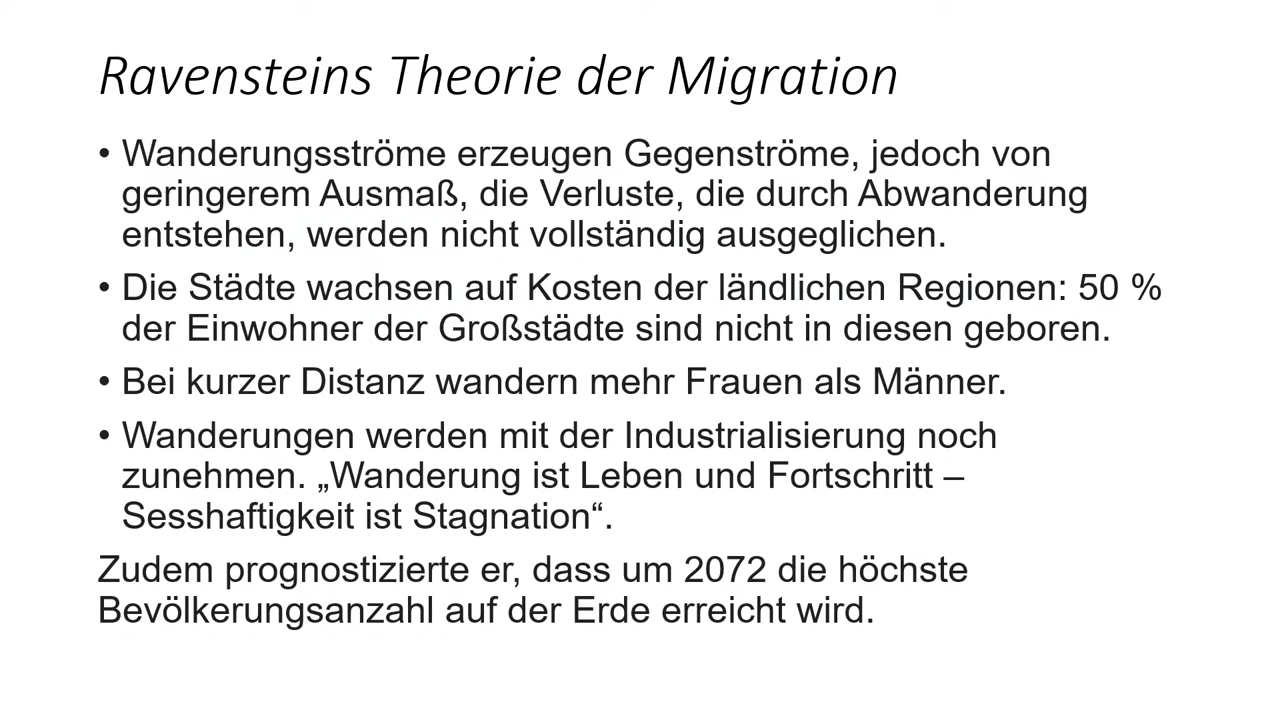 Ravensteins Theorie der Migration
• Wanderungsströme erzeugen Gegenströme, jedoch von
geringerem Ausmaß, die Verluste, die durch Abwanderung
entstehen, werden nicht vollständig ausgeglichen.
• Die Städte wachsen auf Kosten der ländlichen Regionen: 50 %
der Einwohner der Großstädte sind nicht in diesen geboren.
• Bei kurzer Distanz wandern mehr Frauen als Männer.
• Wanderungen werden mit der Industrialisierung noch
zunehmen. „Wanderung ist Leben und Fortschritt –
Sesshaftigkeit ist Stagnation“.
Zudem prognostizierte er, dass um 2072 die höchste
Bevölkerungsanzahl auf der Erde erreicht wird.